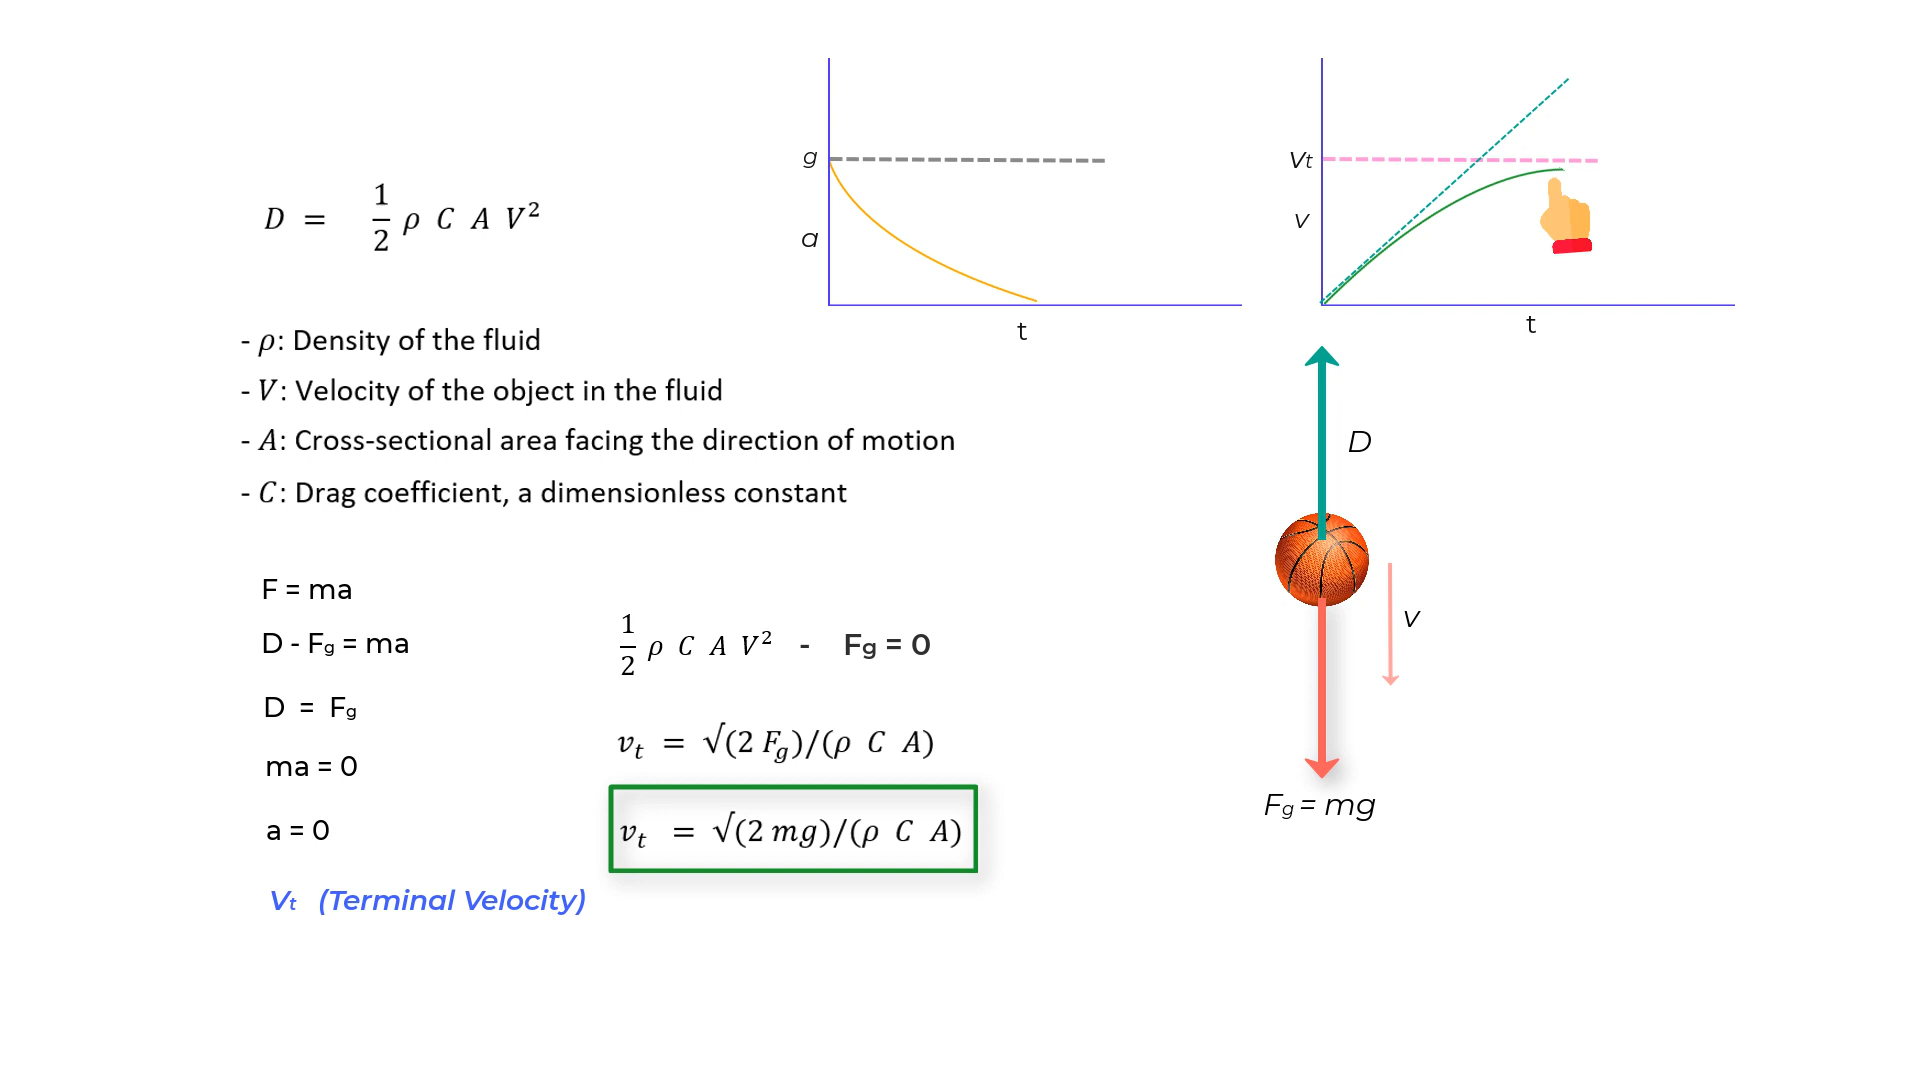 D = 1/2 ρ C A V²
- ρ: Density of the fluid
- V: Velocity of the object in the fluid
- A: Cross-sectional area facing the direction of motion
- C: Drag coefficient, a dimensionless constant
g
a
t
Vt
V
t
F = ma
D - Fg = ma
D = Fg
ma = 0
a = 0
Vt (Terminal Velocity)
1/2 ρ C A V² - Fg = 0
vt = √(2 Fg)/(ρ C A)
vt = √(2 mg)/(ρ C A)
D
V
Fg = mg